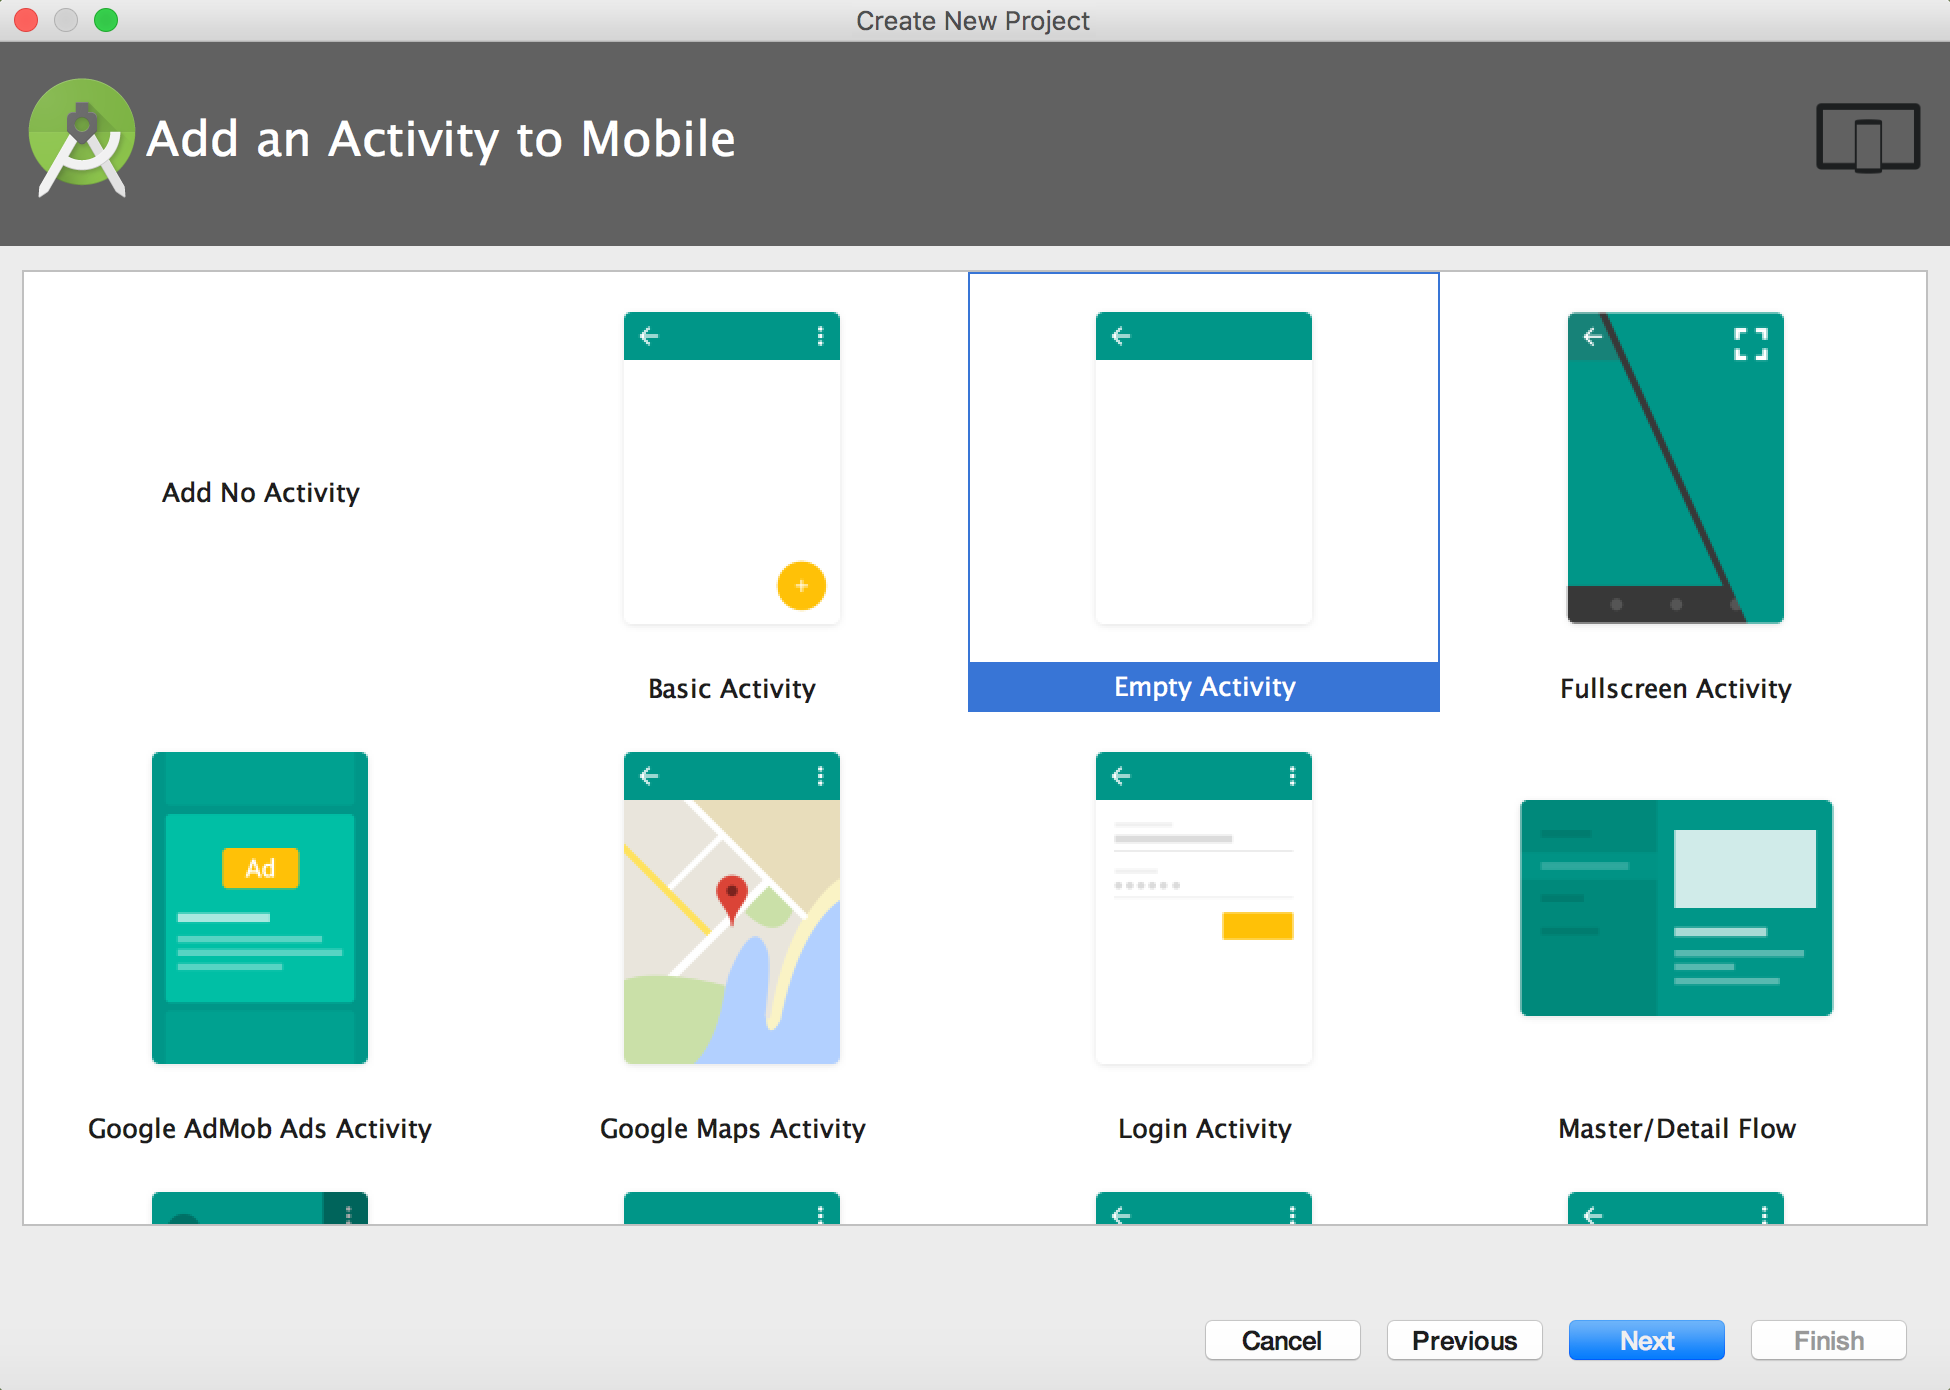 Create New Project
Add an Activity to Mobile
Add No Activity
Basic Activity
Empty Activity
Fullscreen Activity
Ad
Google AdMob Ads Activity
Google Maps Activity
Login Activity
Master/Detail Flow
Cancel
Previous
Next
Finish